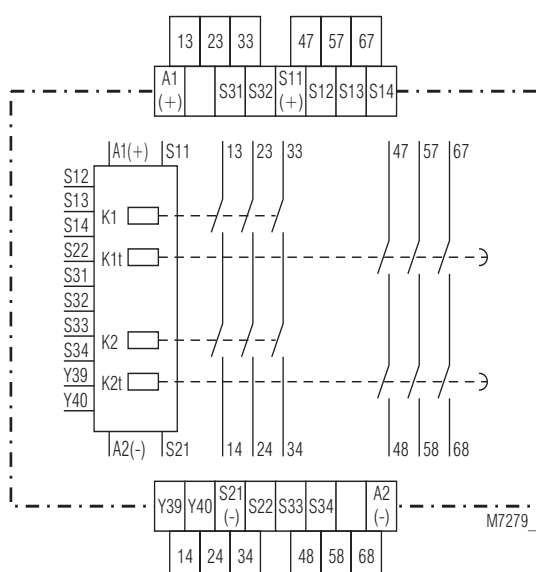 13 23 33 47 57 67
A1 (+) S31 S32 S11 (+) S12 S13 S14
A1(+) S11 13 23 33 47 57 67
S12
S13
K1
S14
S22
K1t
S31
S32
S33
K2
S34
Y39
K2t
Y40
A2(-) S21 14 24 34 48 58 68
Y39 Y40 S21 (-) S22 S33 S34 A2 (-)
M7279_
14 24 34 48 58 68